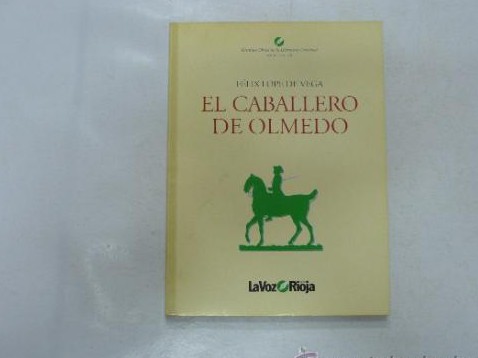 FÉLIX LOPE DE VEGA
EL CABALLERO
DE OLMEDO
LaVoz Rioja